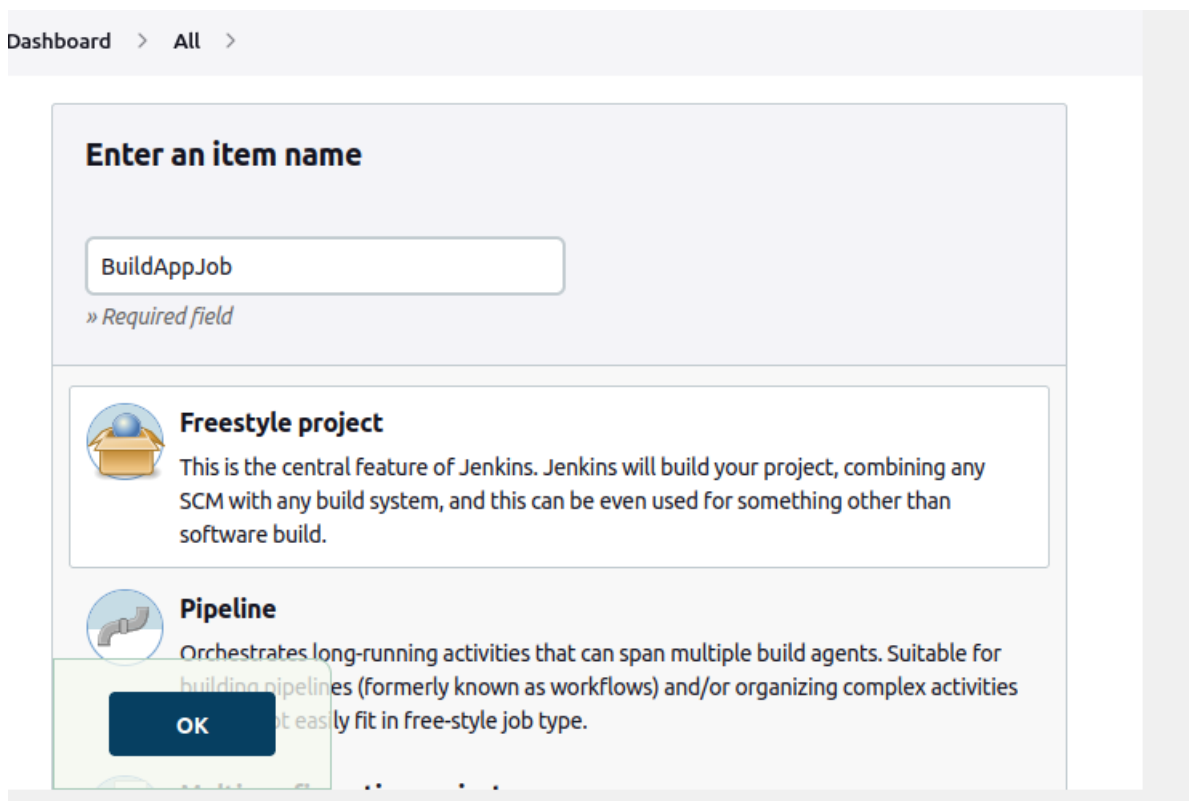 Dashboard > All >
Enter an item name
BuildAppJob
» Required field
Freestyle project
This is the central feature of Jenkins. Jenkins will build your project, combining any
SCM with any build system, and this can be even used for something other than
software build.
Pipeline
Orchestrates long-running activities that can span multiple build agents. Suitable for
building pipelines (formerly known as workflows) and/or organizing complex activities
easily fit in free-style job type.
OK